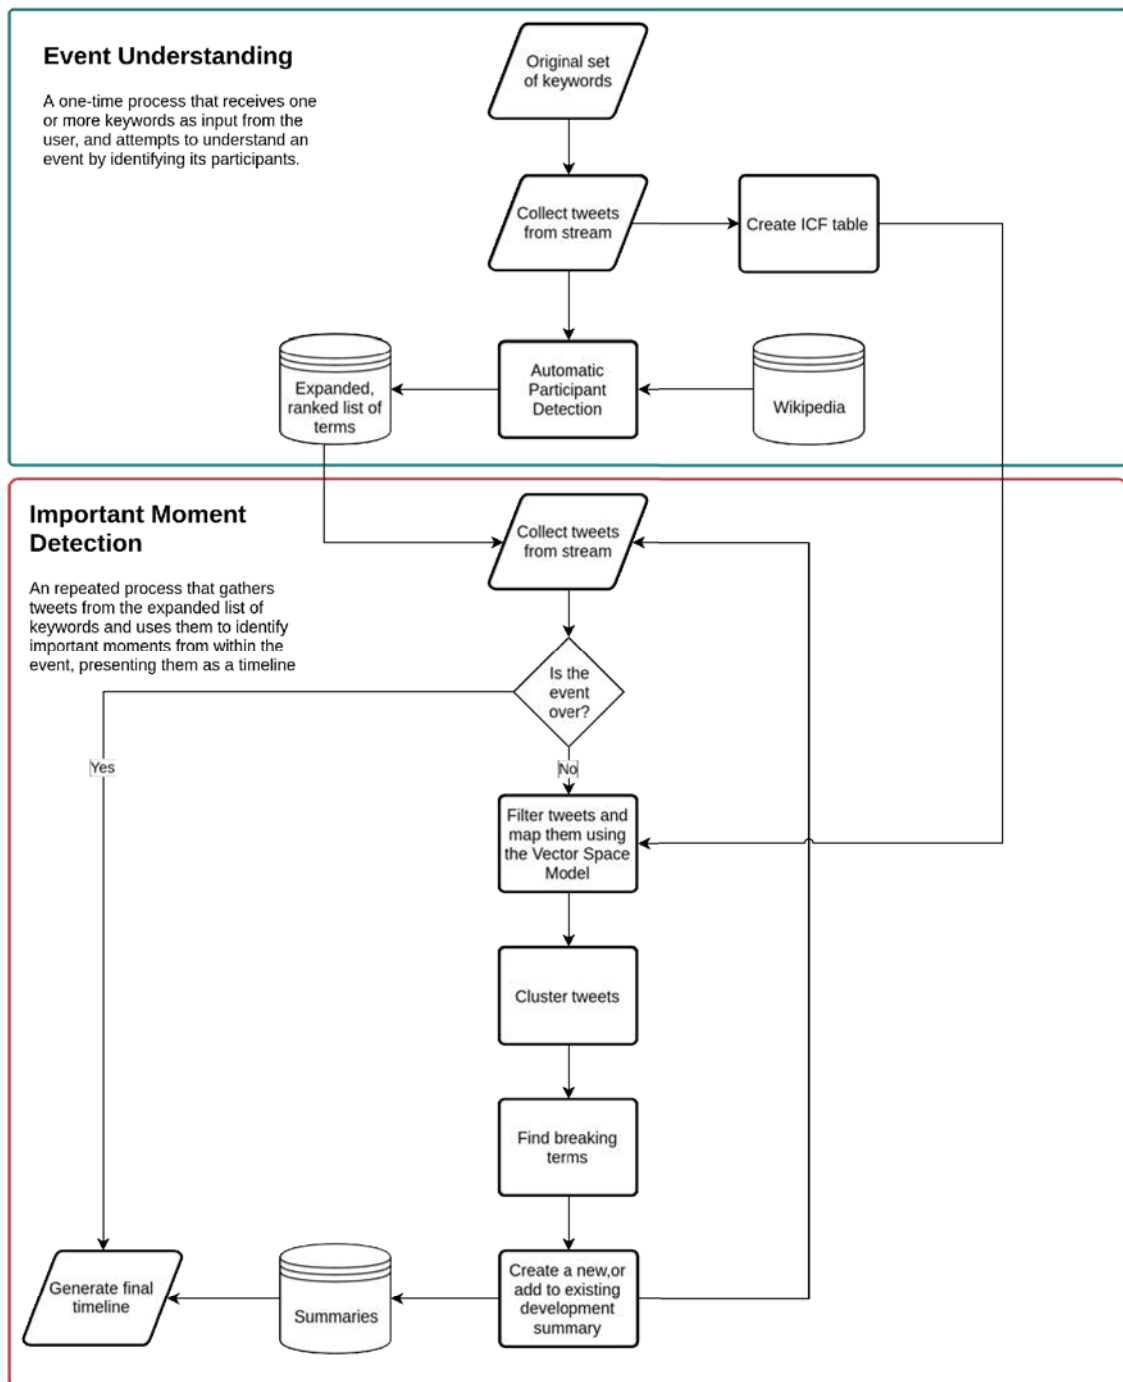 Event Understanding
A one-time process that receives one
or more keywords as input from the
user, and attempts to understand an
event by identifying its participants.
Original set
of keywords
Collect tweets
from stream
Create ICF table
Expanded,
ranked list of
terms
Automatic
Participant
Detection
Wikipedia
Important Moment
Detection
An repeated process that gathers
tweets from the expanded list of
keywords and uses them to identify
important moments from within the
event, presenting them as a timeline
Collect tweets
from stream
Is the
event
over?
Yes
No
Filter tweets and
map them using
the Vector Space
Model
Cluster tweets
Find breaking
terms
Generate final
timeline
Summaries
Create a new,or
add to existing
development
summary